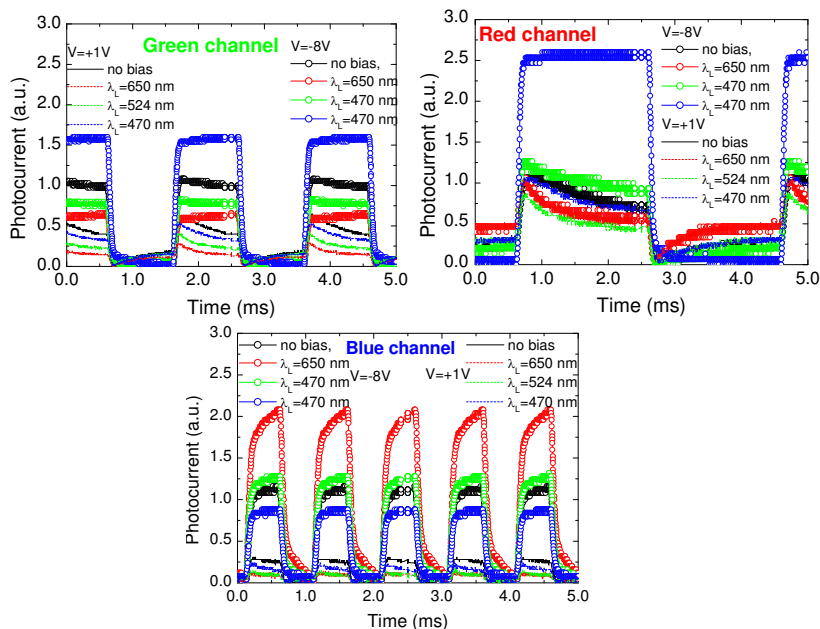 Green channel
V=+1V
no bias
λL=650 nm
λL=524 nm
λL=470 nm
V=-8V
no bias,
λL=650 nm
λL=470 nm
λL=470 nm
Photocurrent (a.u.)
3.0
2.5
2.0
1.5
1.0
0.5
0.0
0.0 1.0 2.0 3.0 4.0 5.0
Time (ms)
Red channel
V=-8V
no bias
λL=650 nm
λL=470 nm
λL=470 nm
V=+1V
no bias
λL=650 nm
λL=524 nm
λL=470 nm
Photocurrent (a.u.)
3.0
2.5
2.0
1.5
1.0
0.5
0.0
0.0 1.0 2.0 3.0 4.0 5.0
Time (ms)
Blue channel
no bias,
λL=650 nm
λL=470 nm
λL=470 nm
V=-8V
V=+1V
no bias
λL=650 nm
λL=524 nm
λL=470 nm
Photocurrent (a.u.)
3.0
2.5
2.0
1.5
1.0
0.5
0.0
0.0 1.0 2.0 3.0 4.0 5.0
Time (ms)